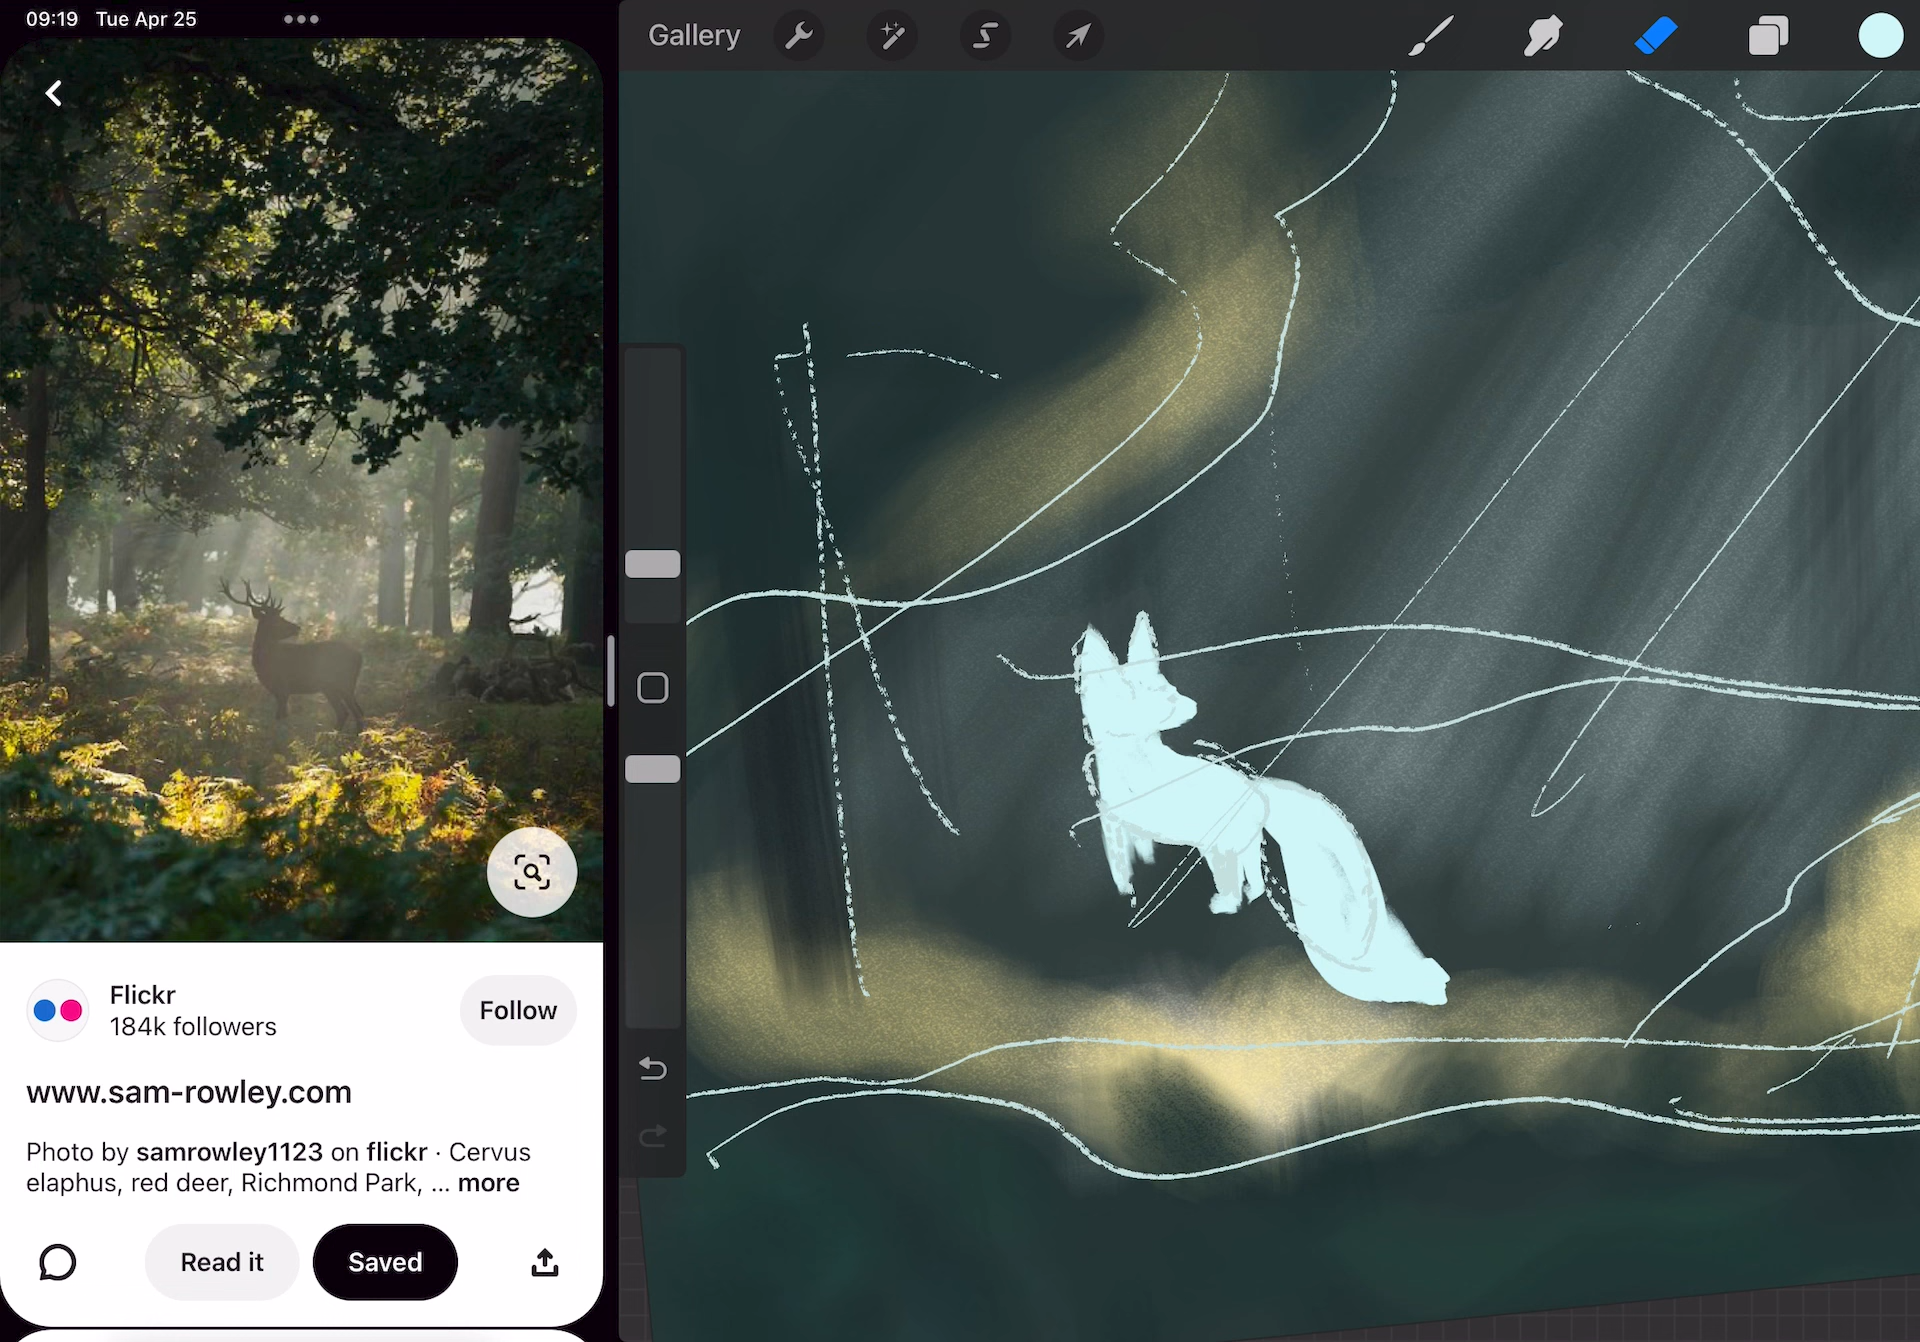 09:19 Tue Apr 25
Gallery
Flickr
184k followers
Follow
www.sam-rowley.com
Photo by samrowley1123 on flickr · Cervus
elaphus, red deer, Richmond Park, ... more
Read it
Saved